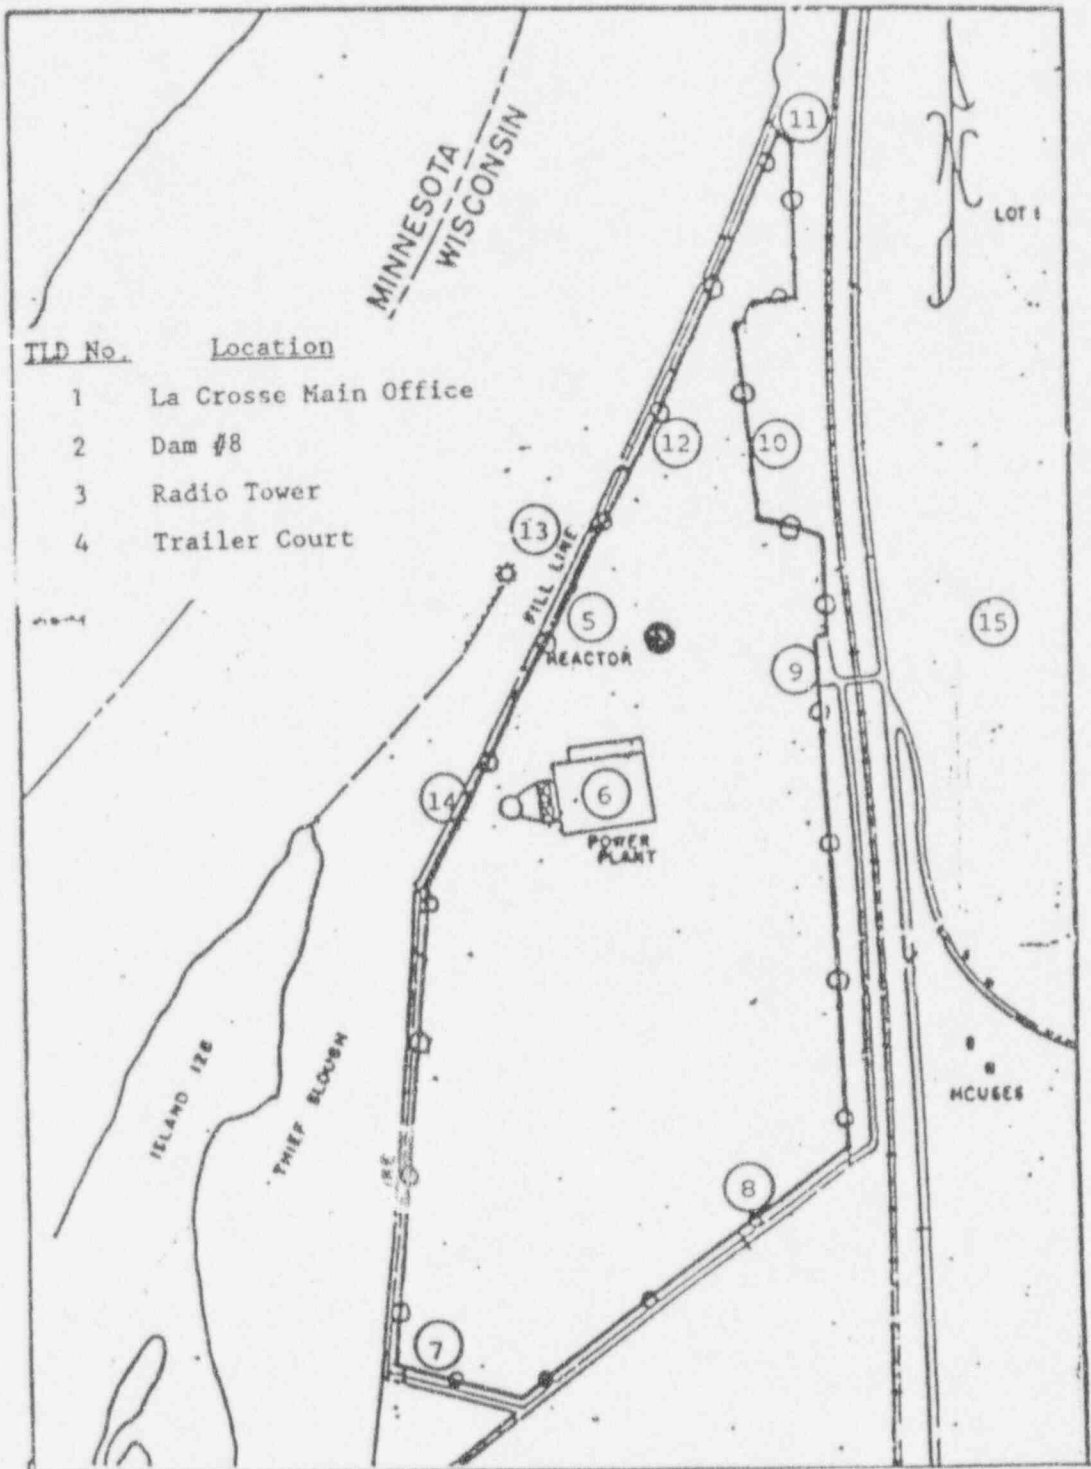 11
MINNESOTA
WISCONSIN
LOT 1
TLD No. Location
1 La Crosse Main Office
2 Dam #8
3 Radio Tower
4 Trailer Court
12
10
13
FILL LINE
5
15
REACTOR
9
14
6
POWER
PLANT
ISLAND 126
THIEF SLOUGH
HOUSES
8
7